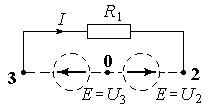 I R₁
3 0 2
E = U₃ E = U₂